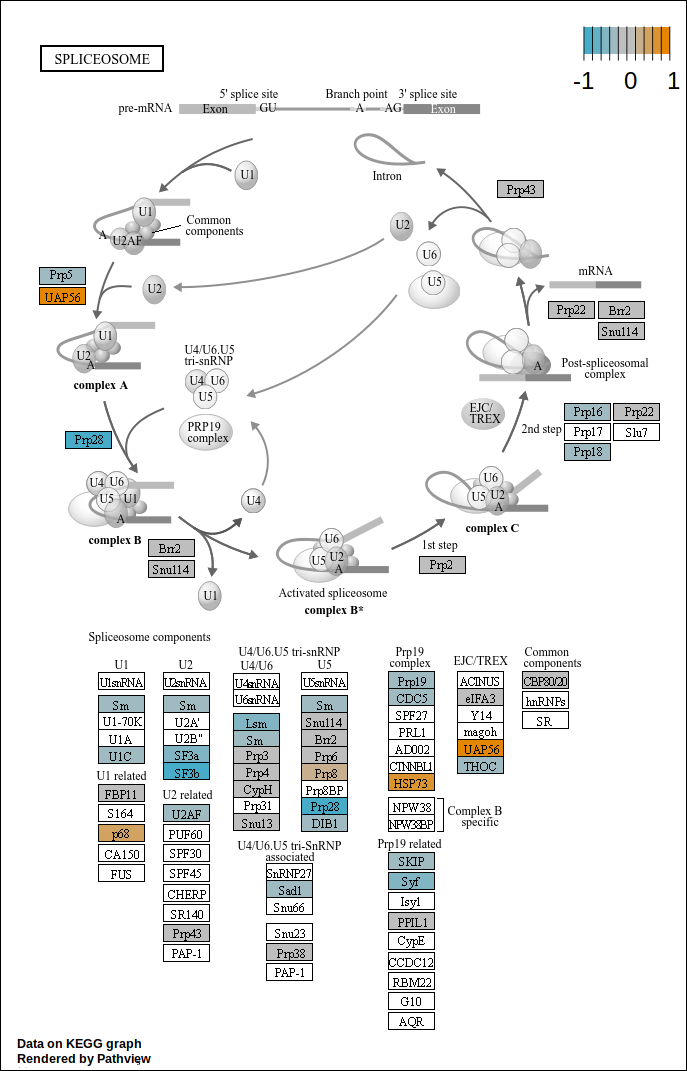 SPLICEOSOME
-1 0 1
5' splice site Branch point 3' splice site
pre-mRNA Exon GU A AG Exon
U1
Intron
Prp43
U1
A U2AF
Common
components
U2
U6
U5
Prp5
UAP56
U2
mRNA
Prp22 Brr2
Snu114
U1
U2
A
complex A
U4/U6.U5
tri-snRNP
U4 U6
U5
A
Post-spliceosomal
complex
PRP19
complex
EJC/
TREX
2nd step
Prp16 Prp22
Prp17 Slu7
Prp18
Prp28
U4 U6
U5 U1
A
complex B
U4
U6
U5 U2
A
complex C
Brr2
Snu114
U1
U6
U5 U2
A
1st step
Prp2
Activated spliceosome
complex B*
Spliceosome components
U1
U1snRNA
Sm
U1-70K
U1A
U1C
U1 related
FBP11
S164
p68
CA150
FUS
U2
U2snRNA
Sm
U2A'
U2B"
SF3a
SF3b
U2 related
U2AF
PUF60
SPF30
SPF45
CHERP
SR140
Prp43
PAP-1
U4/U6.U5 tri-snRNP
U4/U6
U4snRNA
U6snRNA
Lsm
Sm
Prp3
Prp4
CypH
Prp31
Snu13
U5
U5snRNA
Sm
Snu114
Brr2
Prp6
Prp8
Prp8BP
Prp28
DIB1
U4/U6.U5 tri-SnRNP
associated
SnRNP27
Sad1
Snu66
Snu23
Prp38
PAP-1
Prp19
complex
Prp19
CDC5
SPF27
PRL1
AD002
CTNNBL1
HSP73
NPW38
NPW38BP
Complex B
specific
Prp19 related
SKIP
Syf
Isy1
PPIL1
CypE
CCDC12
RBM22
G10
AQR
EJC/TREX
ACINUS
eIFA3
Y14
magoh
UAP56
THOC
Common
components
CBP80/20
hnRNPs
SR
Data on KEGG graph
Rendered by Pathview